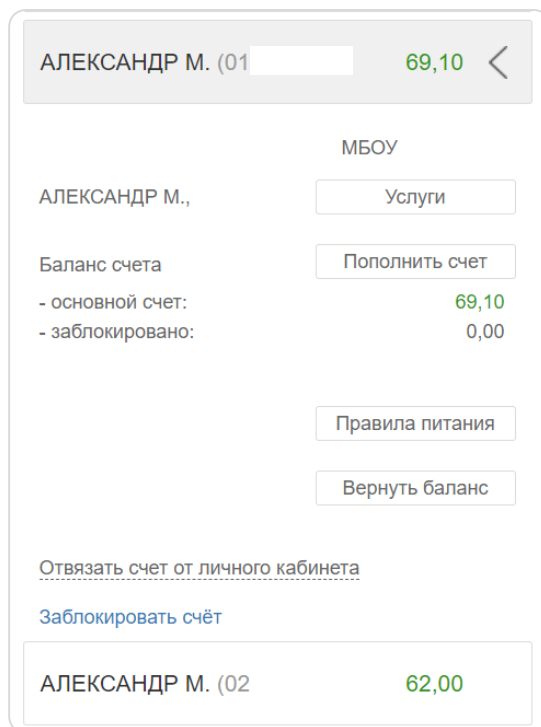 АЛЕКСАНДР М. (01 69,10
МБОУ
АЛЕКСАНДР М., Услуги
Баланс счета Пополнить счет
- основной счет: 69,10
- заблокировано: 0,00
Правила питания
Вернуть баланс
Отвязать счет от личного кабинета
Заблокировать счёт
АЛЕКСАНДР М. (02 62,00